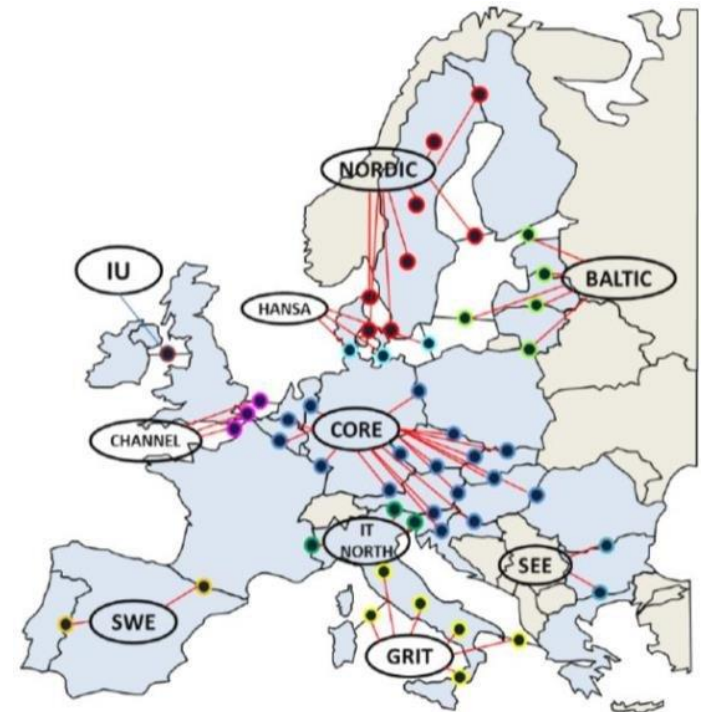 NORDIC
IU
BALTIC
HANSA
CHANNEL
CORE
IT
NORTH
SEE
SWE
GRIT